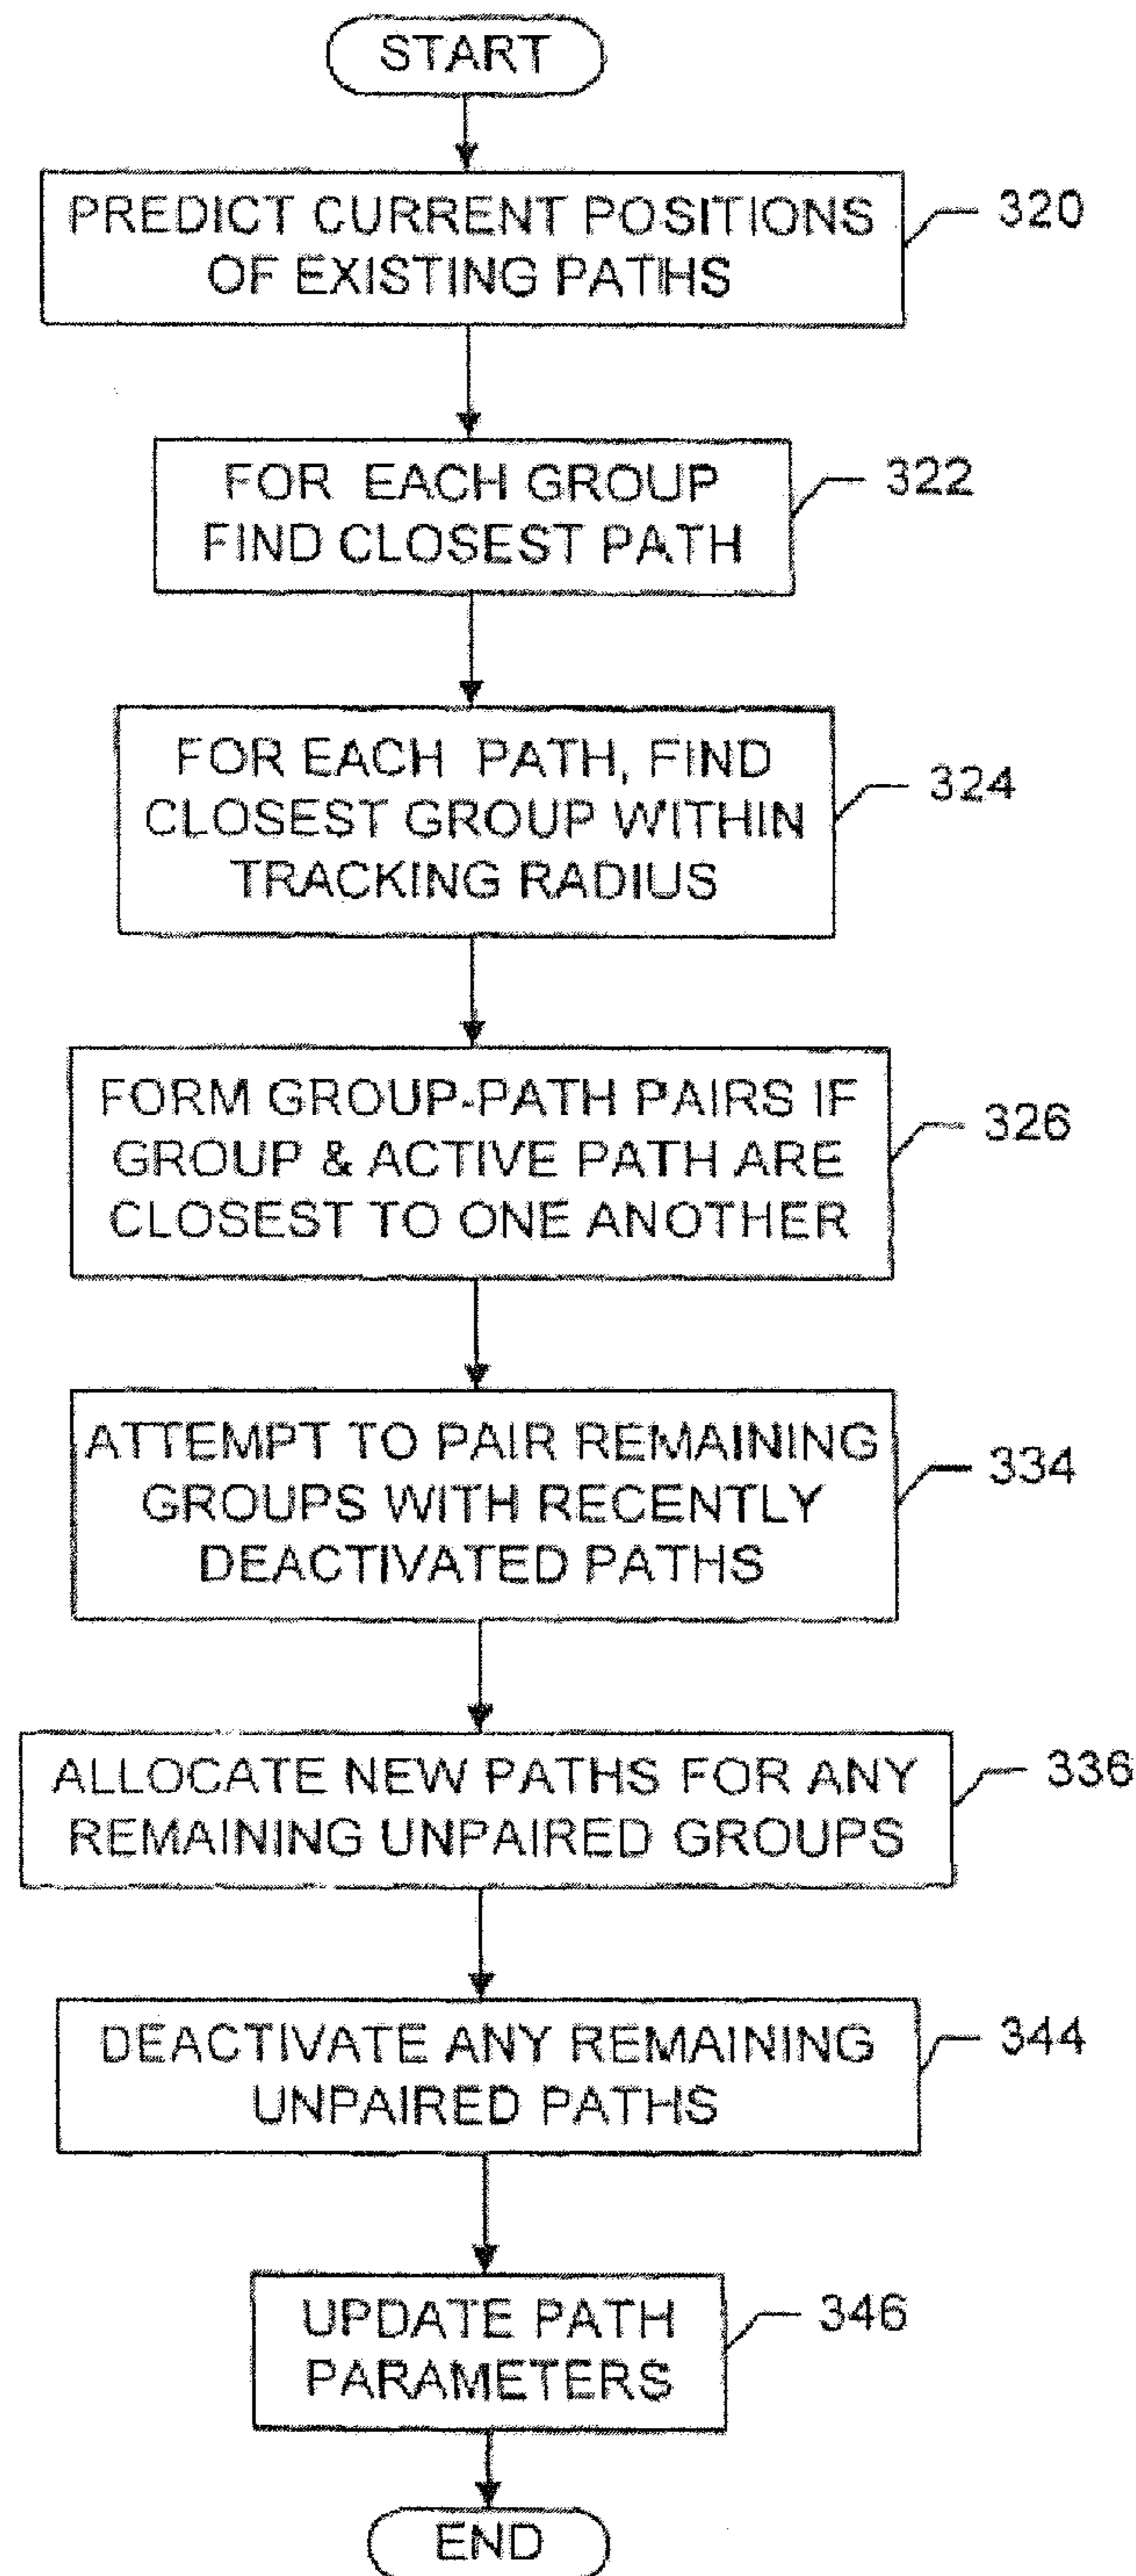 START
PREDICT CURRENT POSITIONS
OF EXISTING PATHS
320
FOR EACH GROUP
FIND CLOSEST PATH
322
FOR EACH PATH, FIND
CLOSEST GROUP WITHIN
TRACKING RADIUS
324
FORM GROUP-PATH PAIRS IF
GROUP & ACTIVE PATH ARE
CLOSEST TO ONE ANOTHER
326
ATTEMPT TO PAIR REMAINING
GROUPS WITH RECENTLY
DEACTIVATED PATHS
334
ALLOCATE NEW PATHS FOR ANY
REMAINING UNPAIRED GROUPS
336
DEACTIVATE ANY REMAINING
UNPAIRED PATHS
344
UPDATE PATH
PARAMETERS
346
END